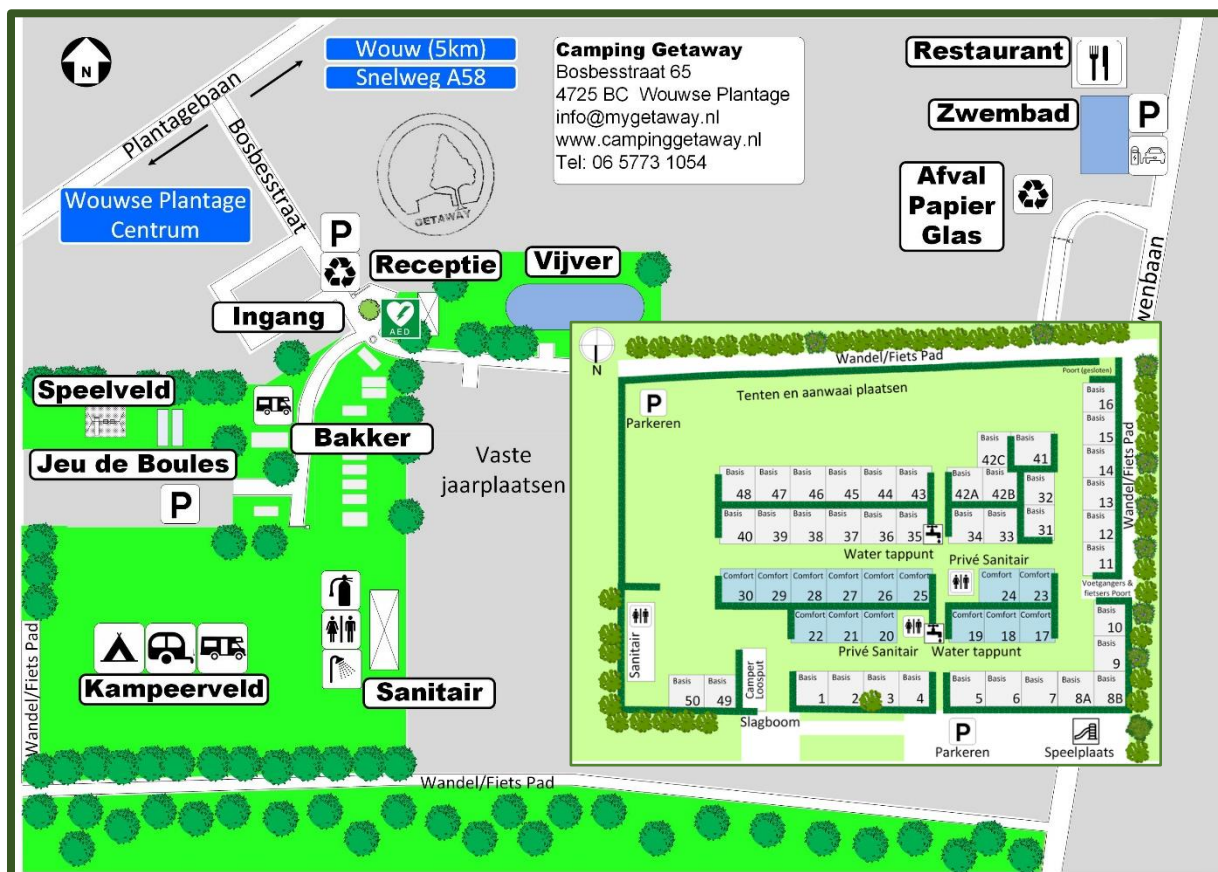 N
Wouw (5km)
Snelweg A58
Plantagebaan
Bosbesstraat
Wouwse Plantage
Centrum
Camping Getaway
Bosbesstraat 65
4725 BC Wouwse Plantage
info@mygetaway.nl
www.campinggetaway.nl
Tel: 06 5773 1054
GETAWAY
Restaurant
Zwembad
P
Afval
Papier
Glas
P
Receptie
Vijver
Ingang
AED
Speelveld
Bakker
Jeu de Boules
P
Vaste
jaarplaatsen
Kampeerveld
Sanitair
Wandel/Fiets Pad
Wandel/Fiets Pad
N
Wandel/Fiets Pad
Poort (gesloten)
Tenten en aanwaai plaatsen
P
Parkeren
Basis 16
Basis 15
Basis 14
Basis 13
Basis 12
Basis 11
Wandel/Fiets Pad
Basis 42C
Basis 41
Basis 48
Basis 47
Basis 46
Basis 45
Basis 44
Basis 43
Basis 42A
Basis 42B
Basis 32
Basis 40
Basis 39
Basis 38
Basis 37
Basis 36
Basis 35
Basis 34
Basis 33
Basis 31
Water tappunt
Privé Sanitair
Comfort 30
Comfort 29
Comfort 28
Comfort 27
Comfort 26
Comfort 25
Comfort 24
Comfort 23
Voetgangers &
fietsers Poort
Comfort 22
Comfort 21
Comfort 20
Comfort 19
Comfort 18
Comfort 17
Privé Sanitair
Water tappunt
Sanitair
Basis 10
Basis 9
Basis 50
Basis 49
Camper
Loosput
Basis 1
Basis 2
Basis 3
Basis 4
Basis 5
Basis 6
Basis 7
Basis 8A
Basis 8B
Slagboom
P
Parkeren
Speelplaats